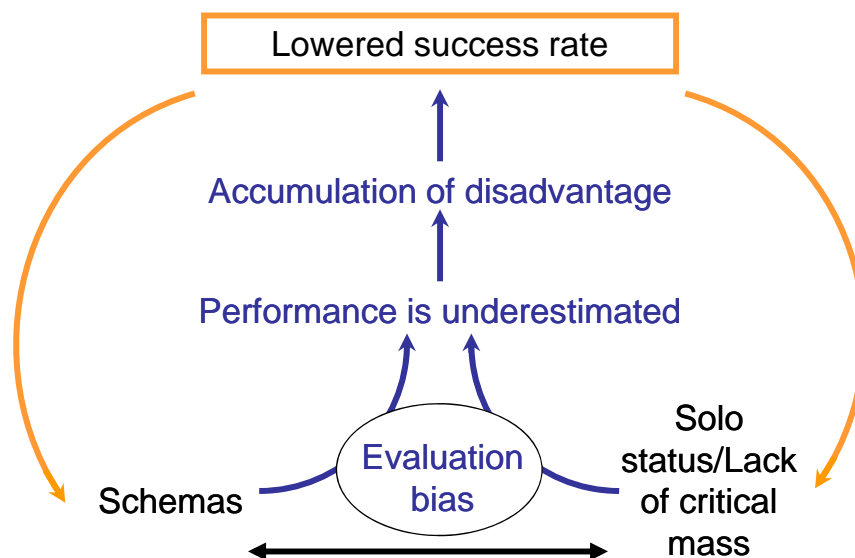 Lowered success rate
Accumulation of disadvantage
Performance is underestimated
Evaluation
bias
Schemas
Solo
status/Lack
of critical
mass